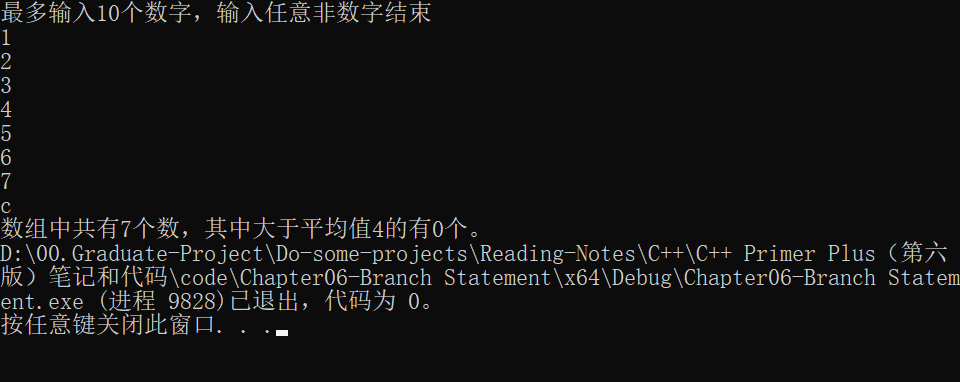 最多输入10个数字，输入任意非数字结束
1
2
3
4
5
6
7
c
数组中共有7个数，其中大于平均值4的有0个。
D:\00.Graduate-Project\Do-some-projects\Reading-Notes\C++\C++ Primer Plus（第六
版）笔记和代码\code\Chapter06-Branch Statement\x64\Debug\Chapter06-Branch Statem
ent.exe (进程 9828)已退出，代码为 0。
按任意键关闭此窗口. . .